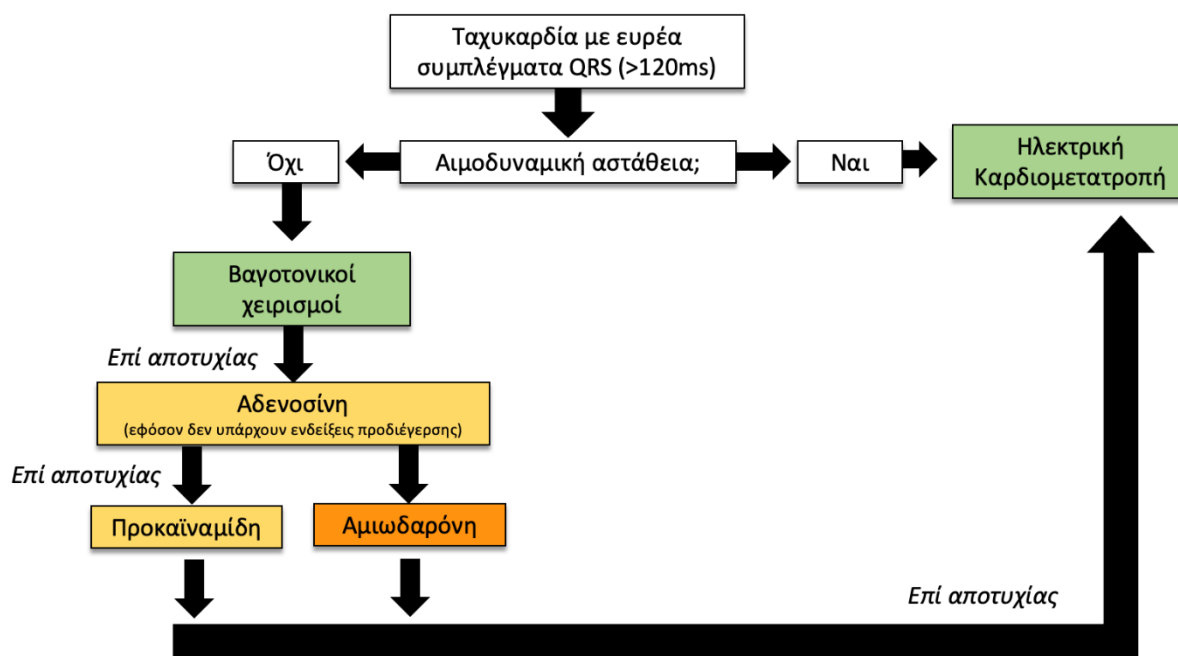 Ταχυκαρδία με ευρέα
συμπλέγματα QRS (>120ms)
Όχι
Αιμοδυναμική αστάθεια;
Ναι
Ηλεκτρική
Καρδιομετατροπή
Βαγοτονικοί
χειρισμοί
Επί αποτυχίας
Αδενοσίνη
(εφόσον δεν υπάρχουν ενδείξεις προδιέγερσης)
Επί αποτυχίας
Προκαϊναμίδη
Αμιωδαρόνη
Επί αποτυχίας